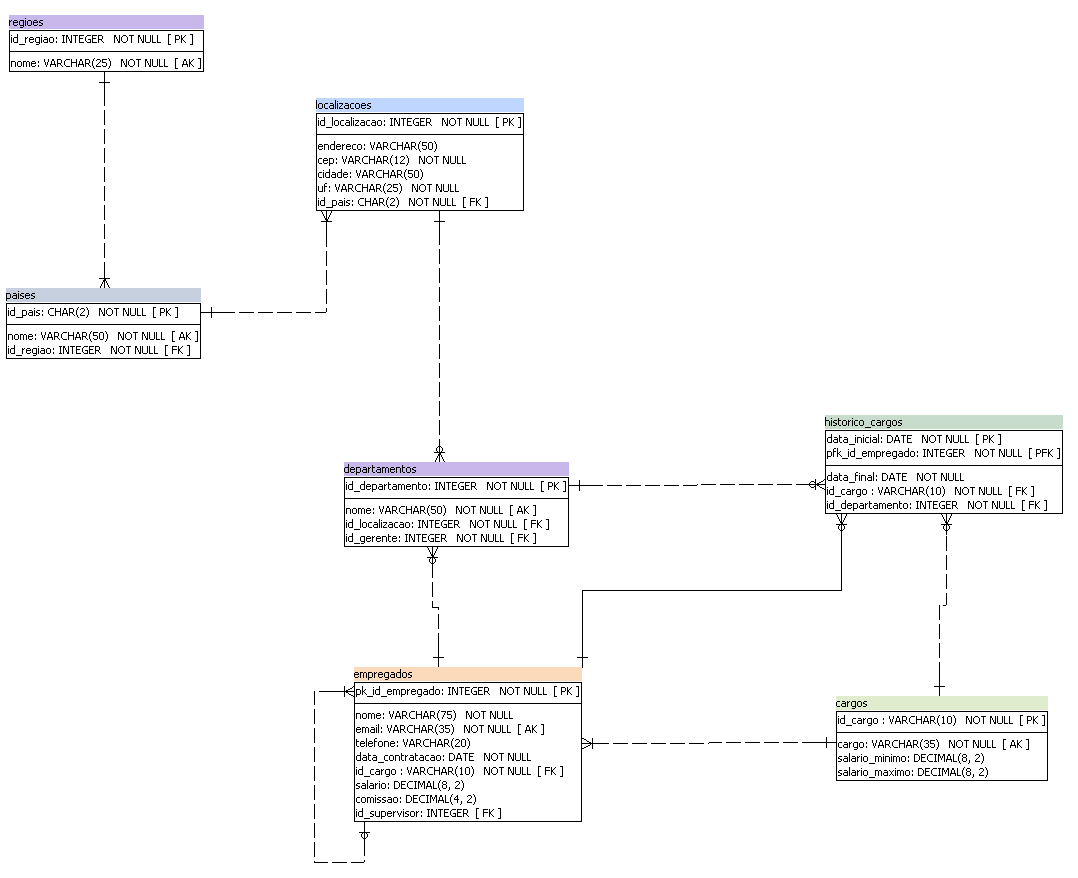 regioes
id_regiao: INTEGER NOT NULL [ PK ]
nome: VARCHAR(25) NOT NULL [ AK ]
localizacoes
id_localizacao: INTEGER NOT NULL [ PK ]
endereco: VARCHAR(50)
cep: VARCHAR(12) NOT NULL
cidade: VARCHAR(50)
uf: VARCHAR(25) NOT NULL
id_pais: CHAR(2) NOT NULL [ FK ]
paises
id_pais: CHAR(2) NOT NULL [ PK ]
nome: VARCHAR(50) NOT NULL [ AK ]
id_regiao: INTEGER NOT NULL [ FK ]
historico_cargos
data_inicial: DATE NOT NULL [ PK ]
pfk_id_empregado: INTEGER NOT NULL [ PFK ]
data_final: DATE NOT NULL
id_cargo : VARCHAR(10) NOT NULL [ FK ]
id_departamento: INTEGER NOT NULL [ FK ]
departamentos
id_departamento: INTEGER NOT NULL [ PK ]
nome: VARCHAR(50) NOT NULL [ AK ]
id_localizacao: INTEGER NOT NULL [ FK ]
id_gerente: INTEGER NOT NULL [ FK ]
empregados
pk_id_empregado: INTEGER NOT NULL [ PK ]
nome: VARCHAR(75) NOT NULL
email: VARCHAR(35) NOT NULL [ AK ]
telefone: VARCHAR(20)
data_contratacao: DATE NOT NULL
id_cargo : VARCHAR(10) NOT NULL [ FK ]
salario: DECIMAL(8, 2)
comissao: DECIMAL(4, 2)
id_supervisor: INTEGER [ FK ]
cargos
id_cargo : VARCHAR(10) NOT NULL [ PK ]
cargo: VARCHAR(35) NOT NULL [ AK ]
salario_minimo: DECIMAL(8, 2)
salario_maximo: DECIMAL(8, 2)